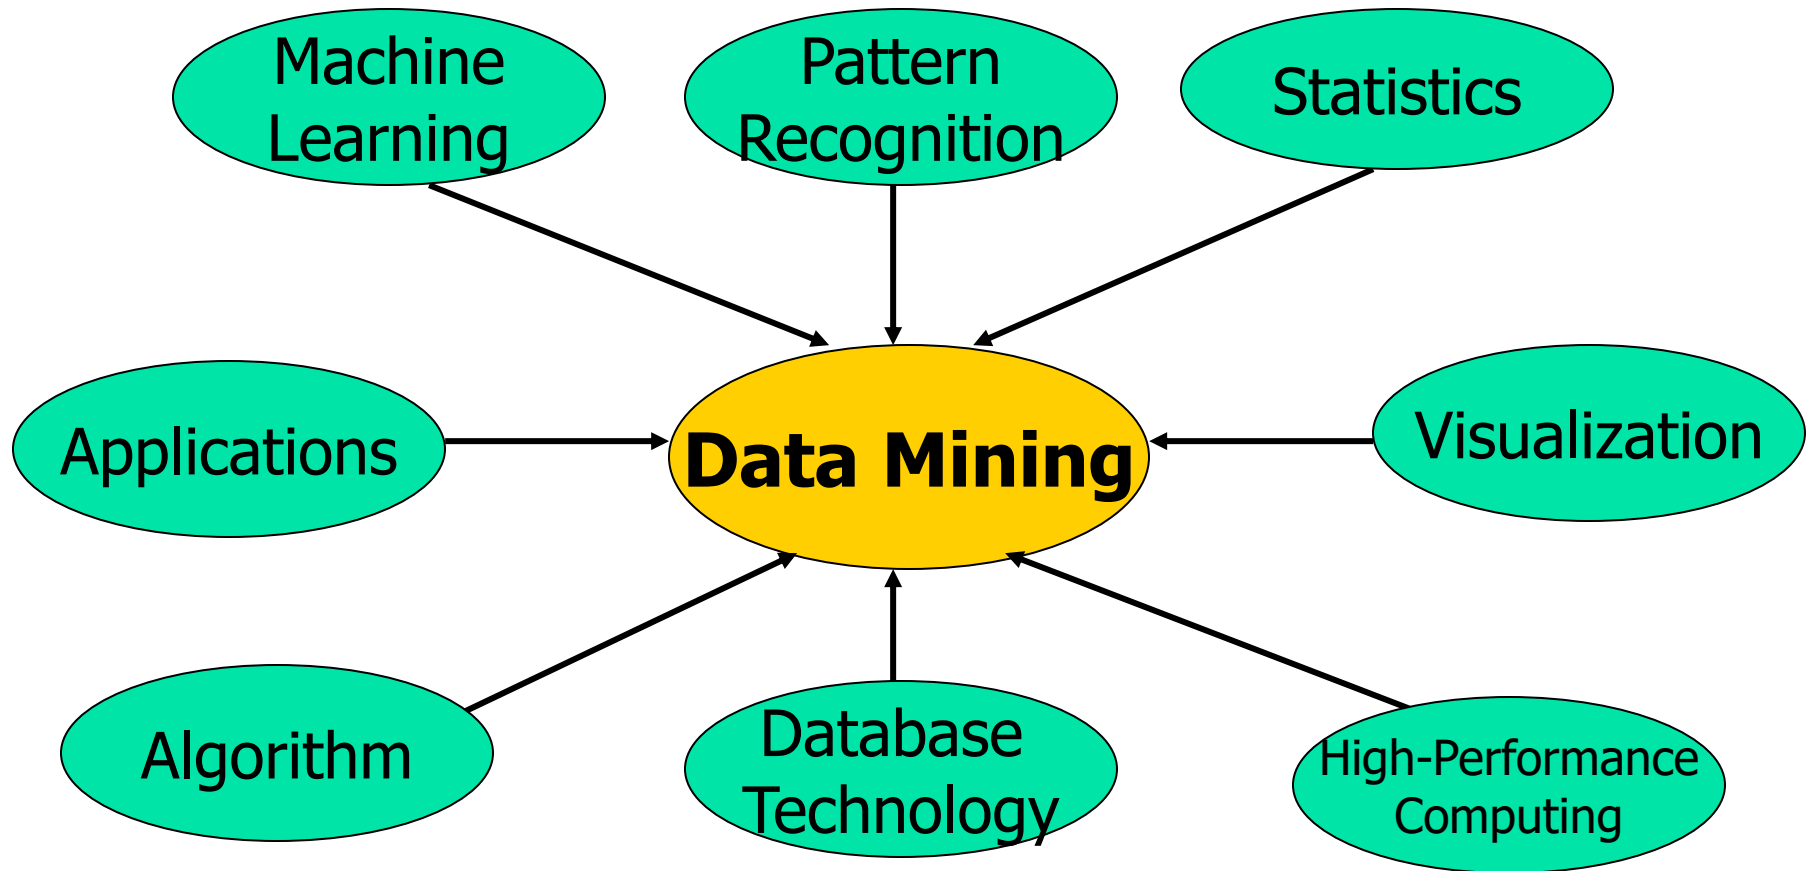 Machine
Learning
Pattern
Recognition
Statistics
Applications
Data Mining
Visualization
Algorithm
Database
Technology
High-Performance
Computing